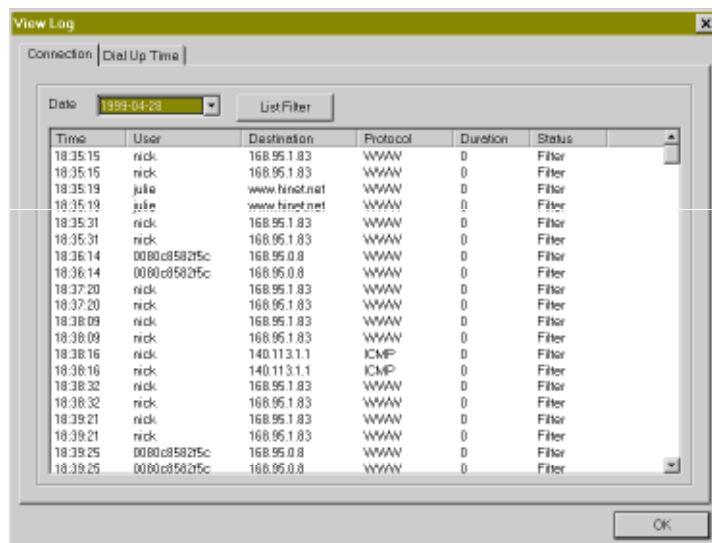 View Log
Connection Dial Up Time
Date 1999-04-28 List Filter
Time User Destination Protocol Duration Status
18:35:15 nick 168.95.1.83 WWW 0 Filter
18:35:15 nick 168.95.1.83 WWW 0 Filter
18:35:19 julie www.hinet.net WWW 0 Filter
18:35:19 julie www.hinet.net WWW 0 Filter
18:35:31 nick 168.95.1.83 WWW 0 Filter
18:35:31 nick 168.95.1.83 WWW 0 Filter
18:36:14 0080c8582f5c 168.95.0.8 WWW 0 Filter
18:36:14 0080c8582f5c 168.95.0.8 WWW 0 Filter
18:37:20 nick 168.95.1.83 WWW 0 Filter
18:37:20 nick 168.95.1.83 WWW 0 Filter
18:38:09 nick 168.95.1.83 WWW 0 Filter
18:38:09 nick 168.95.1.83 WWW 0 Filter
18:38:16 nick 140.113.1.1 ICMP 0 Filter
18:38:16 nick 140.113.1.1 ICMP 0 Filter
18:38:32 nick 168.95.1.83 WWW 0 Filter
18:38:32 nick 168.95.1.83 WWW 0 Filter
18:39:21 nick 168.95.1.83 WWW 0 Filter
18:39:21 nick 168.95.1.83 WWW 0 Filter
18:39:25 0080c8582f5c 168.95.0.8 WWW 0 Filter
18:39:25 0080c8582f5c 168.95.0.8 WWW 0 Filter
OK